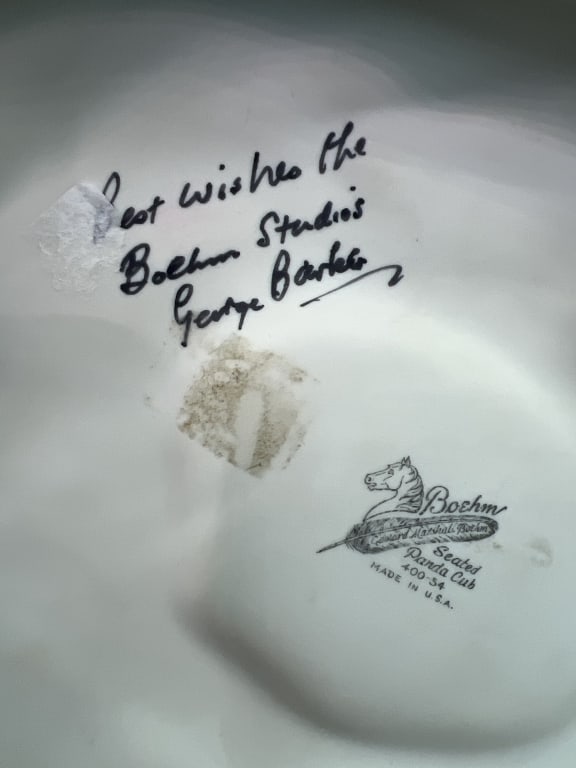 Best wishes the
Boehm Studios
George Barker
Boehm
Edward Marshall Boehm
Seated
Panda Cub
400-54
MADE IN U.S.A.